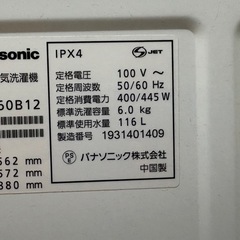 sonic
IPX4
JET
気洗濯機
60B12
定格電圧 100 V ～
定格周波数 50/60 Hz
定格消費電力 400/445 W
標準洗濯容量 6.0 kg
標準使用水量 116 L
製造番号 1931401409
562 mm
572 mm
880 mm
PS
E
パナソニック株式会社
中国製